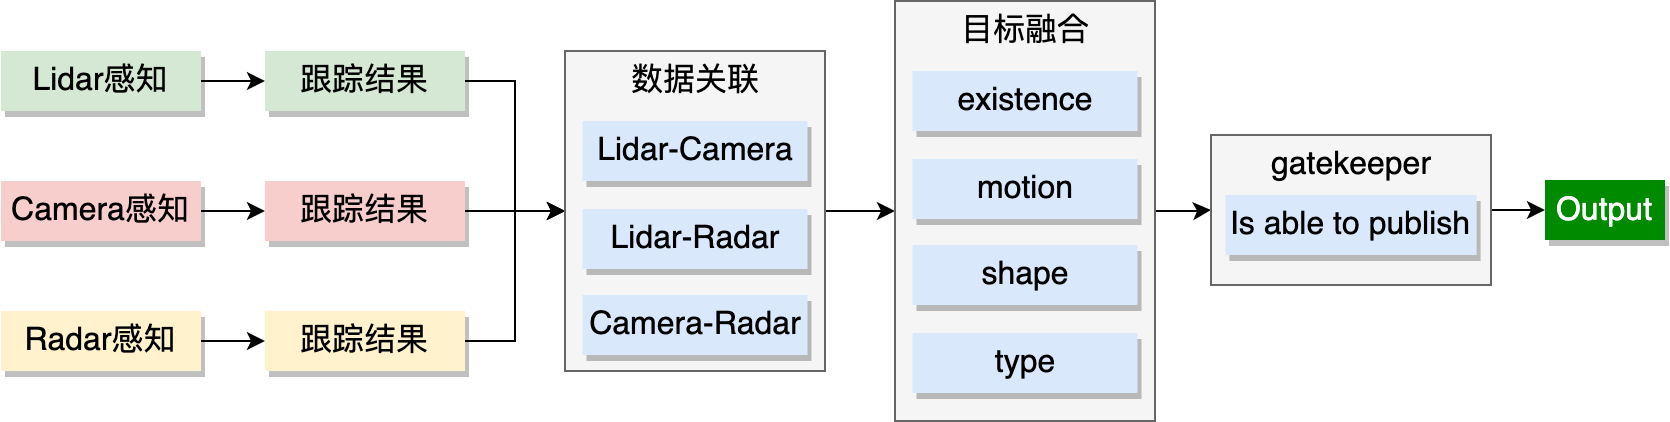 Lidar感知
跟踪结果
Camera感知
跟踪结果
Radar感知
跟踪结果
数据关联
Lidar-Camera
Lidar-Radar
Camera-Radar
目标融合
existence
motion
shape
type
gatekeeper
Is able to publish
Output